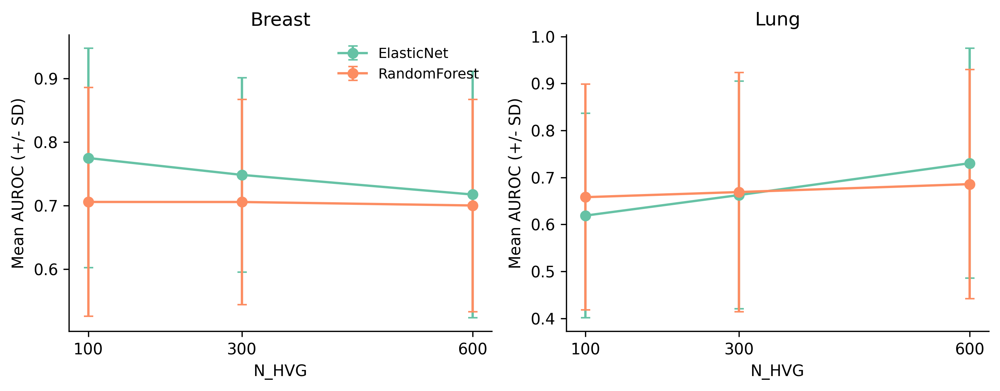 Breast
Mean AUROC (+/- SD)
0.9
0.8
0.7
0.6
ElasticNet
RandomForest
100
300
600
N_HVG
Lung
Mean AUROC (+/- SD)
1.0
0.9
0.8
0.7
0.6
0.5
0.4
100
300
600
N_HVG